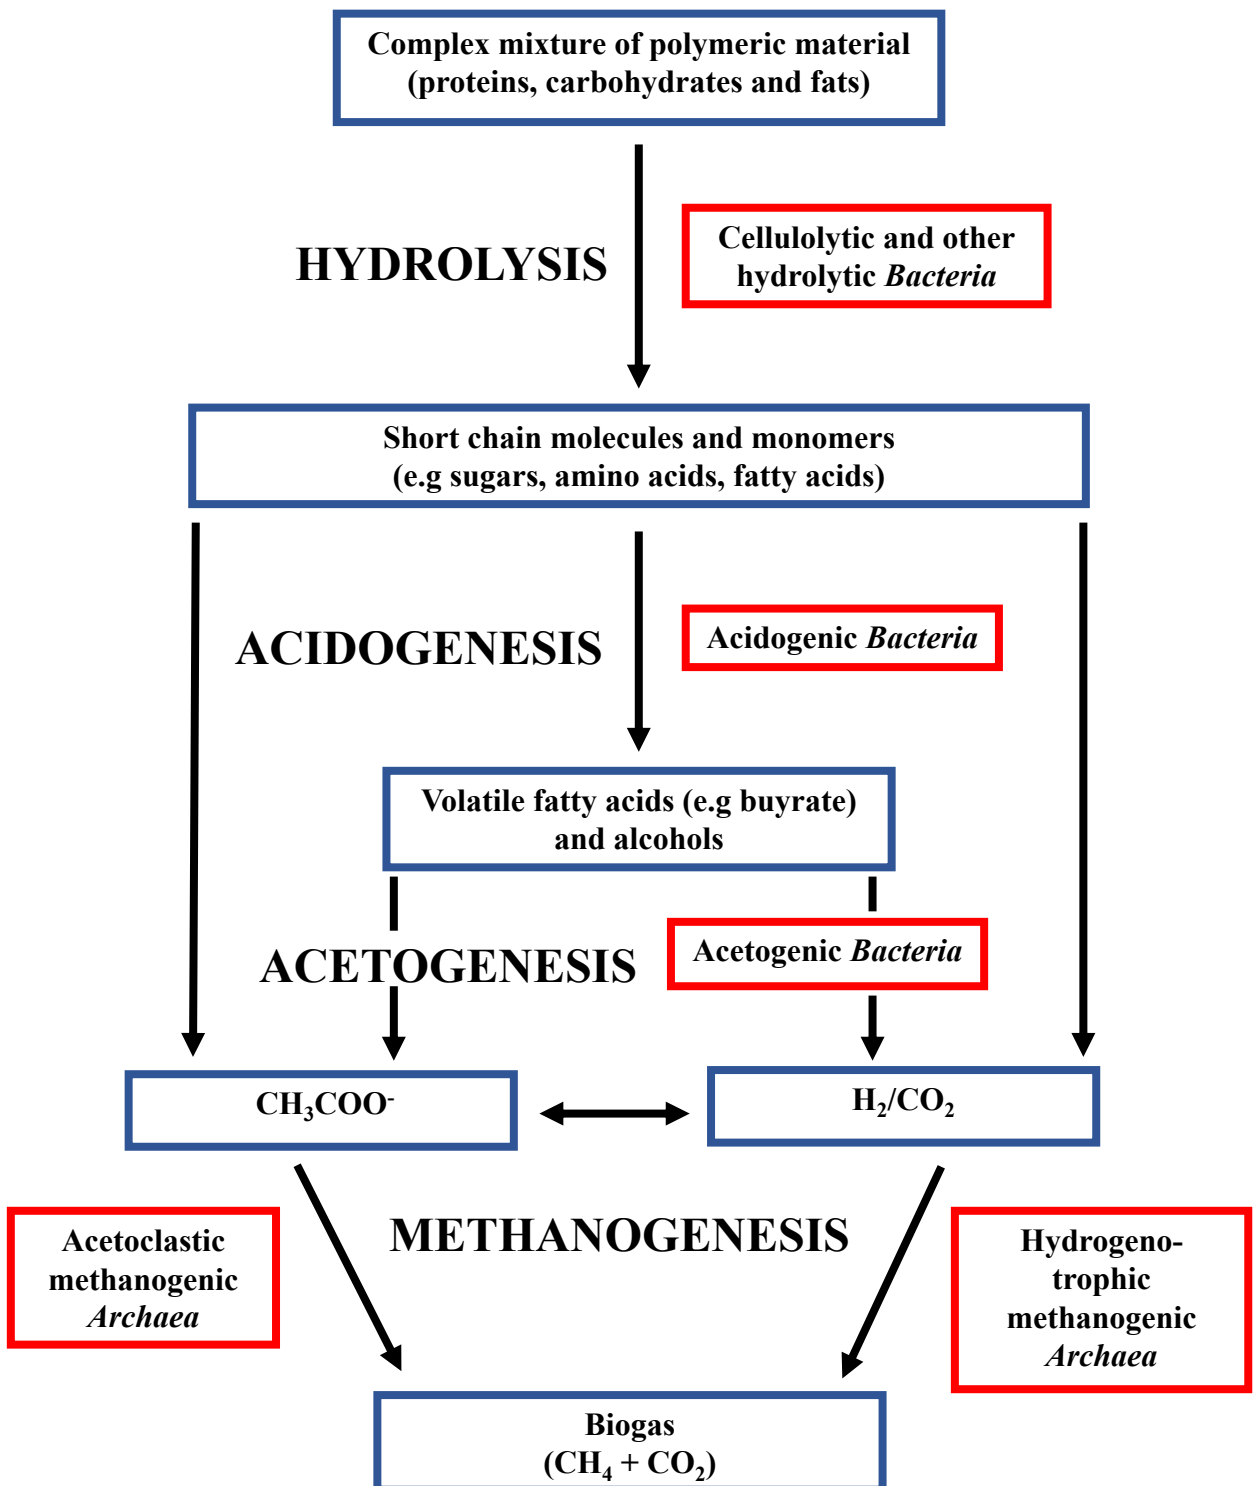 Complex mixture of polymeric material
(proteins, carbohydrates and fats)
HYDROLYSIS
Cellulolytic and other
hydrolytic Bacteria
Short chain molecules and monomers
(e.g sugars, amino acids, fatty acids)
ACIDOGENESIS
Acidogenic Bacteria
Volatile fatty acids (e.g buyrate)
and alcohols
ACETOGENESIS
Acetogenic Bacteria
CH₃COO⁻
H₂/CO₂
METHANOGENESIS
Acetoclastic
methanogenic
Archaea
Hydrogeno-
trophic
methanogenic
Archaea
Biogas
(CH₄ + CO₂)